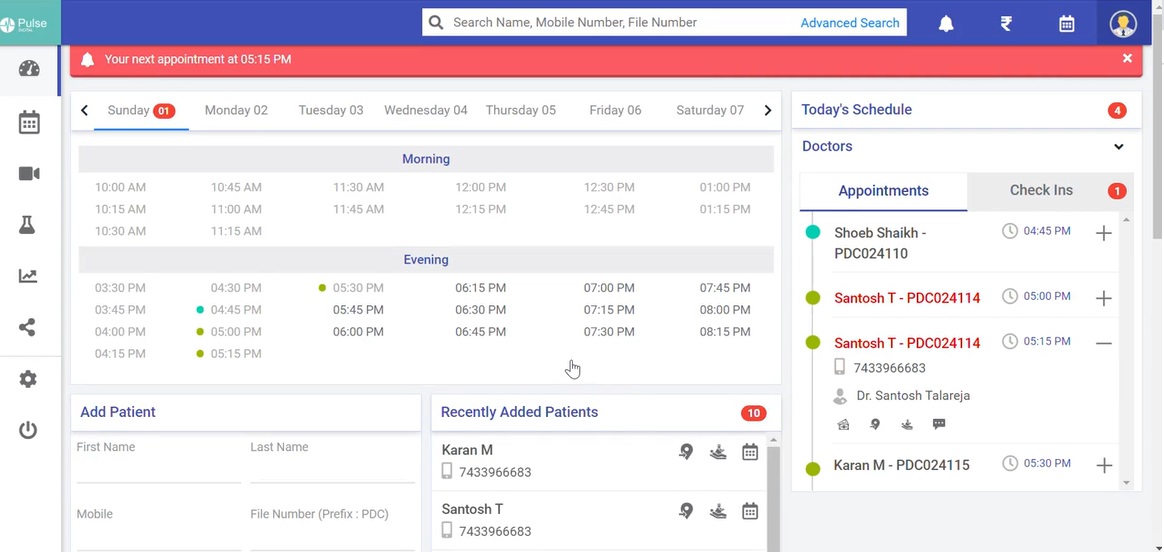 Pulse
Search Name, Mobile Number, File Number
Advanced Search
₹
Your next appointment at 05:15 PM
×
Sunday 01
Monday 02
Tuesday 03
Wednesday 04
Thursday 05
Friday 06
Saturday 07
Morning
10:00 AM 10:45 AM 11:30 AM 12:00 PM 12:30 PM 01:00 PM
10:15 AM 11:00 AM 11:45 AM 12:15 PM 12:45 PM 01:15 PM
10:30 AM 11:15 AM
Evening
03:30 PM 04:30 PM 05:30 PM 06:15 PM 07:00 PM 07:45 PM
03:45 PM 04:45 PM 05:45 PM 06:30 PM 07:15 PM 08:00 PM
04:00 PM 05:00 PM 06:00 PM 06:45 PM 07:30 PM 08:15 PM
04:15 PM 05:15 PM
Today's Schedule 4
Doctors
Appointments
Check Ins 1
Shoeb Shaikh - 04:45 PM
PDC024110
Santosh T - PDC024114 05:00 PM
Santosh T - PDC024114 05:15 PM
7433966683
Dr. Santosh Talareja
Karan M - PDC024115 05:30 PM
Add Patient
First Name Last Name
Mobile File Number (Prefix : PDC)
Recently Added Patients 10
Karan M
7433966683
Santosh T
7433966683